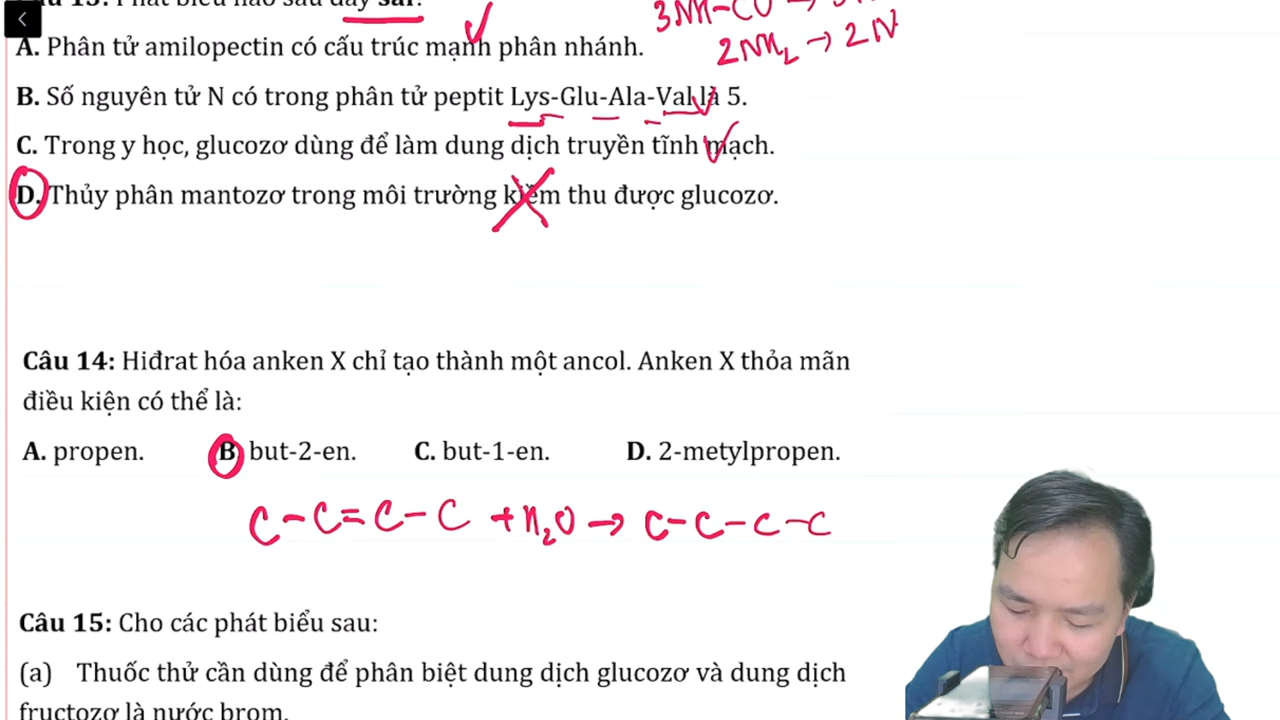 Câu 13: Phát biểu nào sau đây sai?
3NH-CO →
A. Phân tử amilopectin có cấu trúc mạnh phân nhánh.
2NH2 → 2N
B. Số nguyên tử N có trong phân tử peptit Lys-Glu-Ala-Val là 5.
C. Trong y học, glucozơ dùng để làm dung dịch truyền tĩnh mạch.
D. Thủy phân mantozơ trong môi trường kiềm thu được glucozơ.
Câu 14: Hiđrat hóa anken X chỉ tạo thành một ancol. Anken X thỏa mãn
điều kiện có thể là:
A. propen. B. but-2-en. C. but-1-en. D. 2-metylpropen.
C-C=C-C + H2O → C-C-C-C
Câu 15: Cho các phát biểu sau:
(a) Thuốc thử cần dùng để phân biệt dung dịch glucozơ và dung dịch
fructozơ là nước brom.